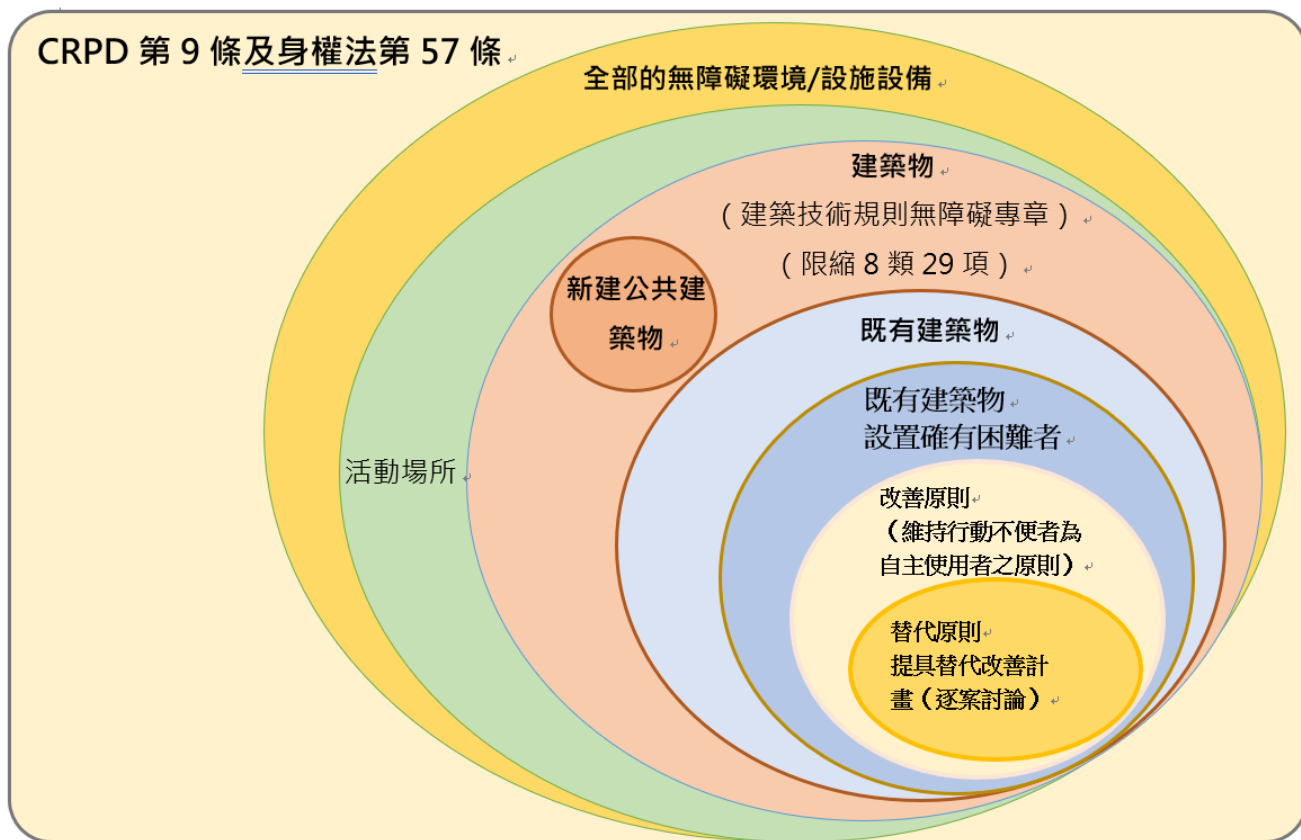 CRPD 第 9 條及身權法第 57 條
全部的無障礙環境/設施設備
建築物
（建築技術規則無障礙專章）
（限縮 8 類 29 項）
新建公共建
築物
既有建築物
既有建築物
設置確有困難者
活動場所
改善原則
（維持行動不便者為
自主使用者之原則）
替代原則
提具替代改善計
畫（逐案討論）